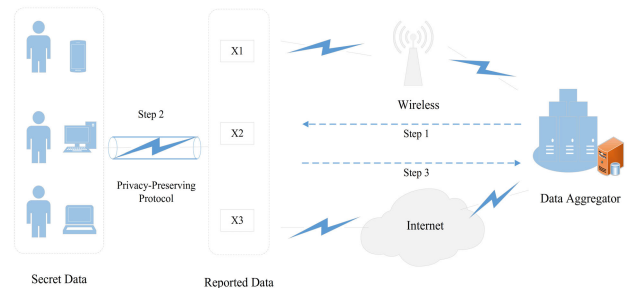 X1
Wireless
Step 2
X2
Step 1
Privacy-Preserving
Protocol
Step 3
Data Aggregator
X3
Internet
Secret Data
Reported Data